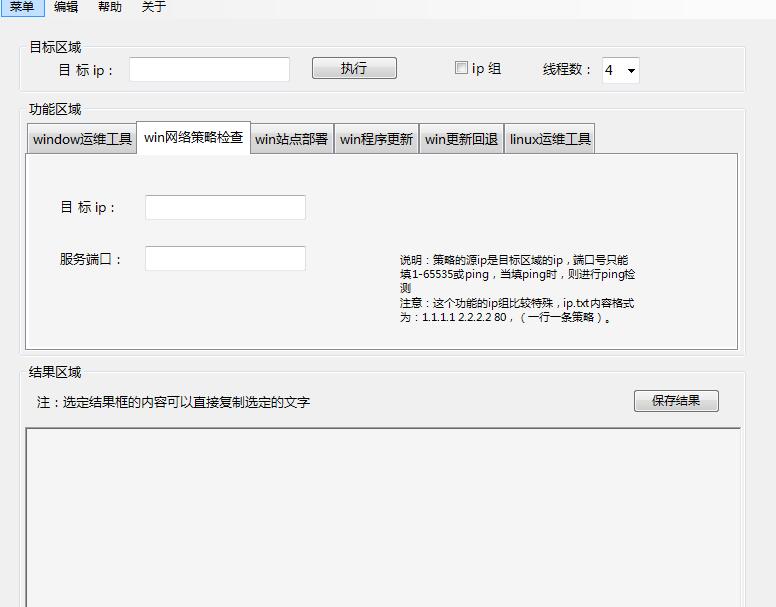 菜单 编辑 帮助 关于
目标区域
目 标 ip： 执行 ip 组 线程数： 4
功能区域
window运维工具 win网络策略检查 win站点部署 win程序更新 win更新回退 linux运维工具
目 标 ip：
服务端口：
说明：策略的源ip是目标区域的ip，端口号只能
填1-65535或ping，当填ping时，则进行ping检
测
注意：这个功能的ip组比较特殊，ip.txt内容格式
为：1.1.1.1 2.2.2.2 80，（一行一条策略）。
结果区域
注：选定结果框的内容可以直接复制选定的文字 保存结果